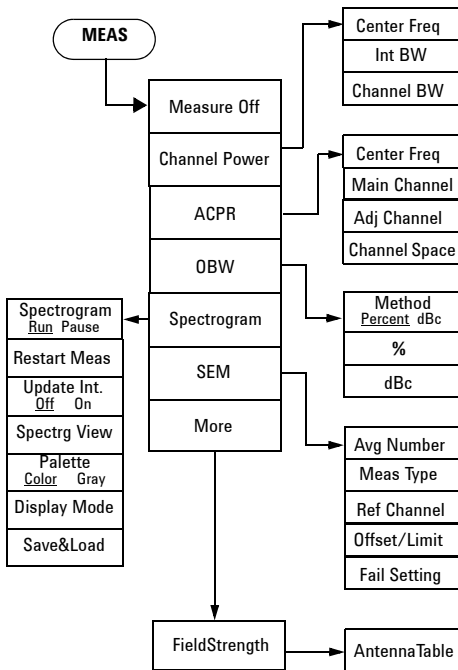 MEAS
Measure Off
Channel Power
ACPR
OBW
Spectrogram
SEM
More
Center Freq
Int BW
Channel BW
Center Freq
Main Channel
Adj Channel
Channel Space
Method
Percent dBc
%
dBc
Spectrogram
Run Pause
Restart Meas
Update Int.
Off On
Spectrg View
Palette
Color Gray
Display Mode
Save&Load
Avg Number
Meas Type
Ref Channel
Offset/Limit
Fail Setting
FieldStrength
AntennaTable